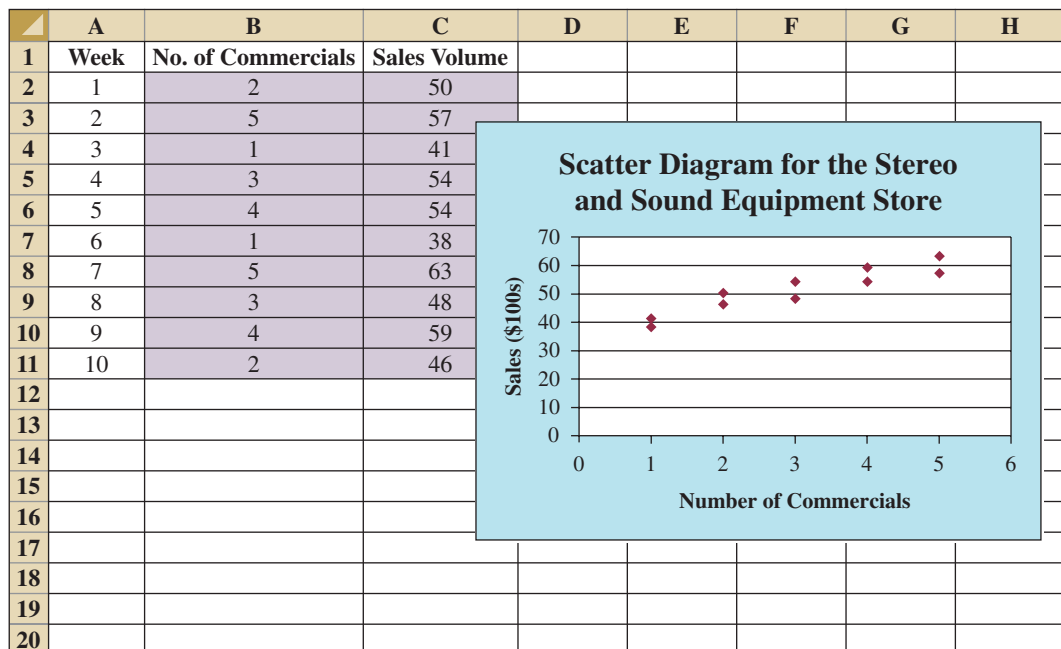 A B C D E F G H
1 Week No. of Commercials Sales Volume
2 1 2 50
3 2 5 57
4 3 1 41
5 4 3 54
6 5 4 54
7 6 1 38
8 7 5 63
9 8 3 48
10 9 4 59
11 10 2 46
12
13
14
15
16
17
18
19
20
Scatter Diagram for the Stereo
and Sound Equipment Store
Sales ($100s)
70
60
50
40
30
20
10
0
0 1 2 3 4 5 6
Number of Commercials